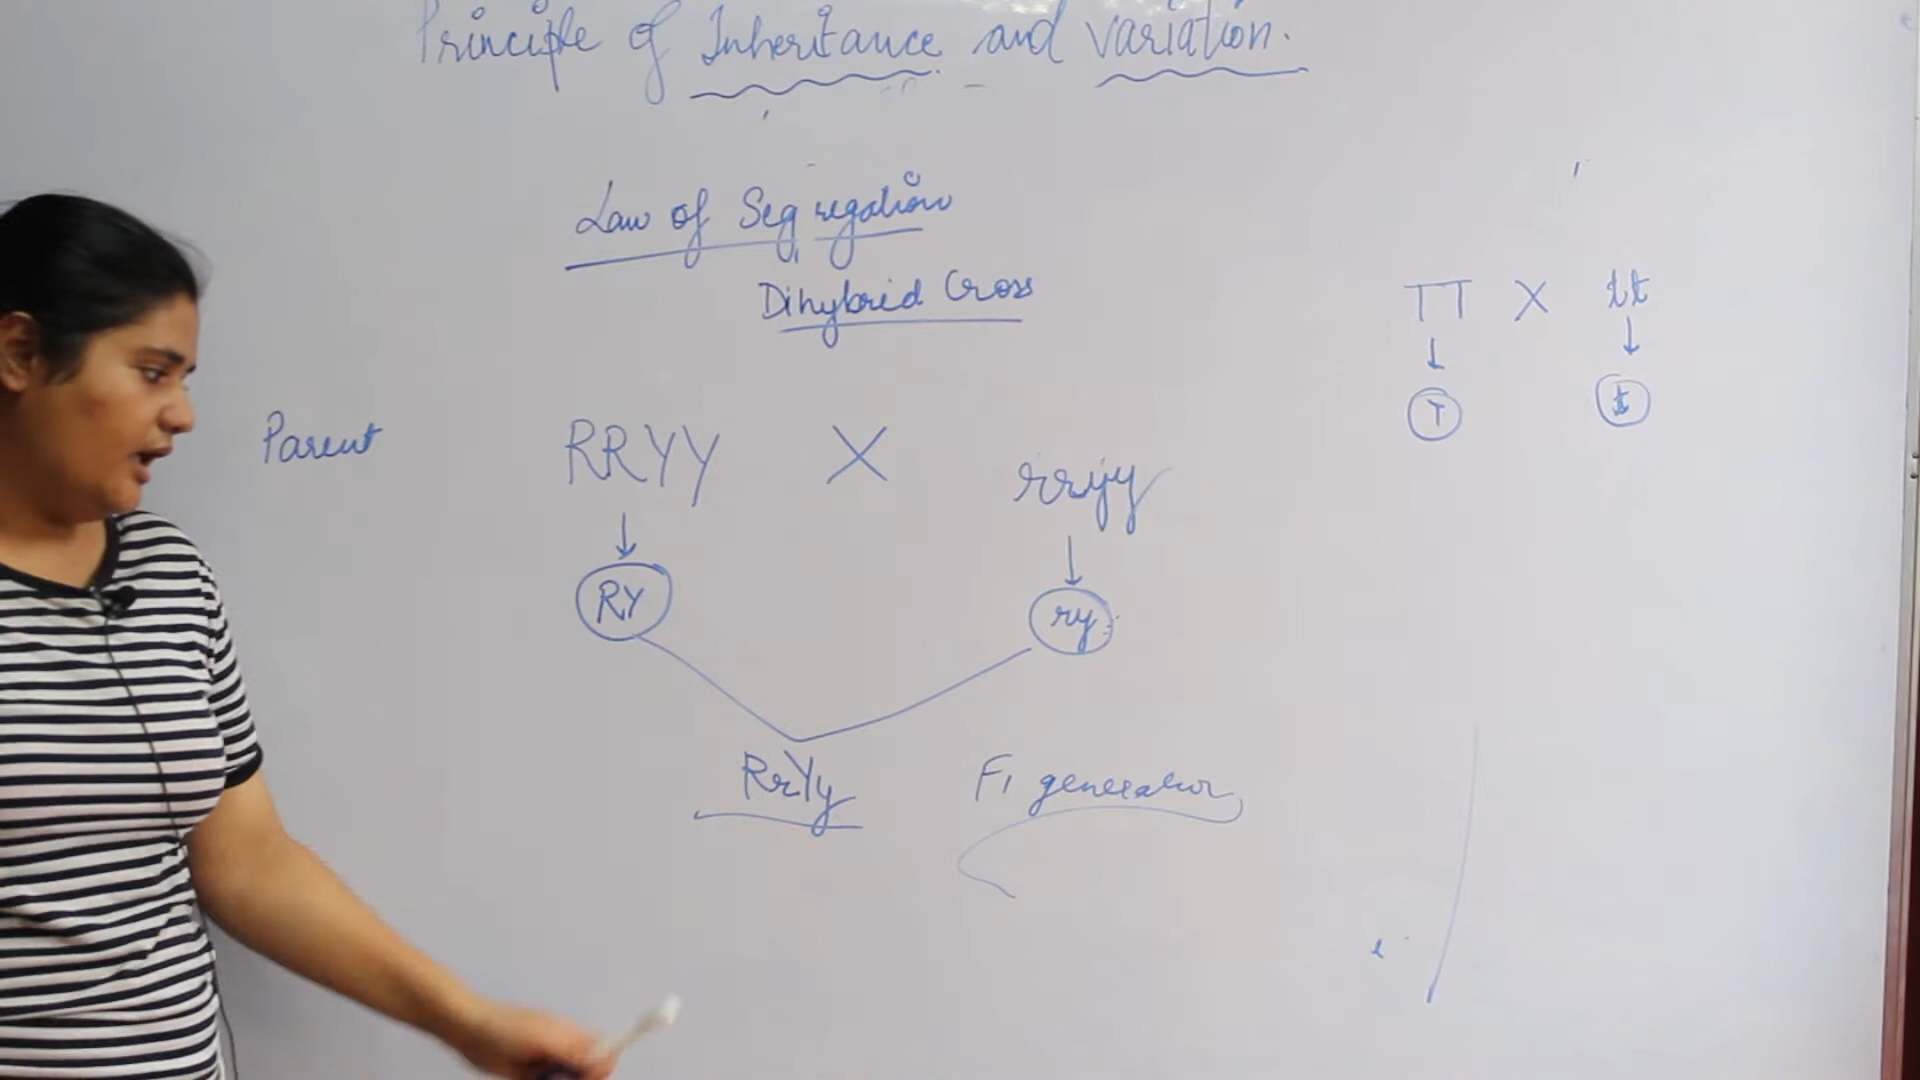 Principle of Inheritance and variation.
Law of Segregation
Dihybrid Cross
TT X tt
T t
Parent RRYY X rryy
RY ry
RrYy F1 generation